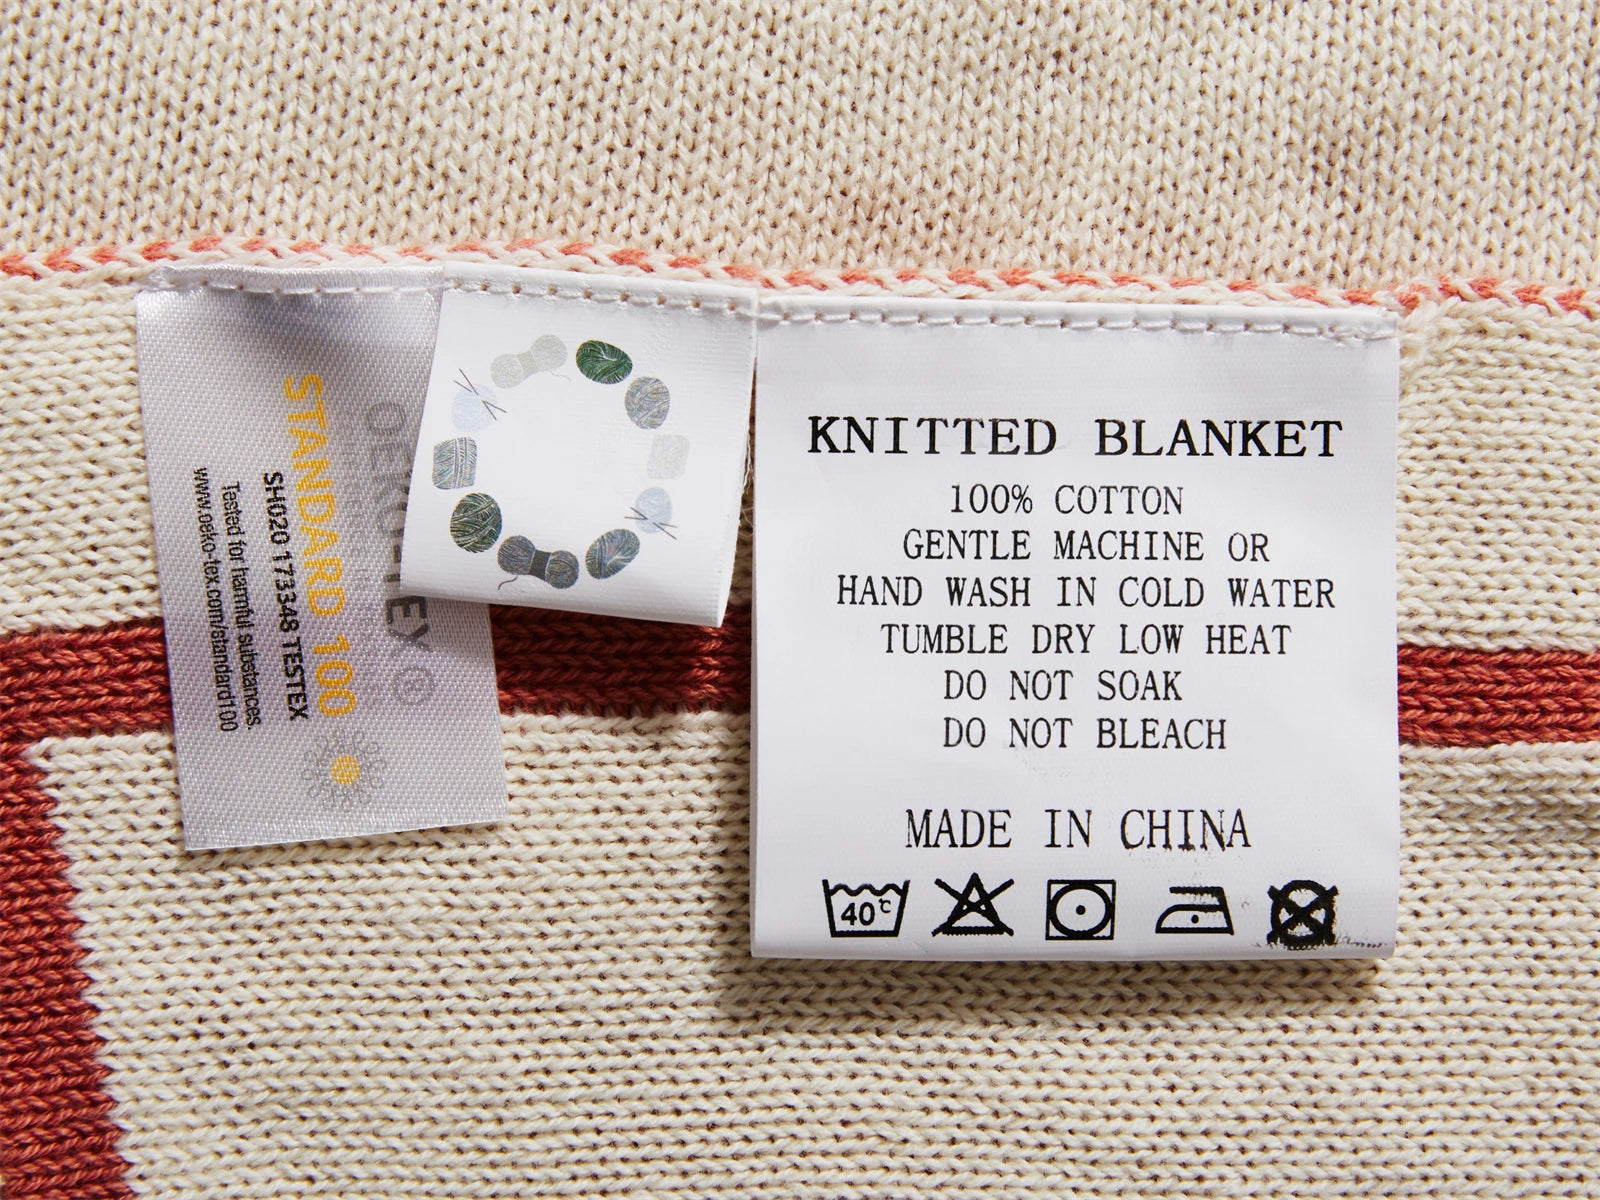 OEKO-TEX®
STANDARD 100
SH020 173348 TESTEX
Tested for harmful substances.
www.oeko-tex.com/standard100
KNITTED BLANKET
100% COTTON
GENTLE MACHINE OR
HAND WASH IN COLD WATER
TUMBLE DRY LOW HEAT
DO NOT SOAK
DO NOT BLEACH
MADE IN CHINA
40℃